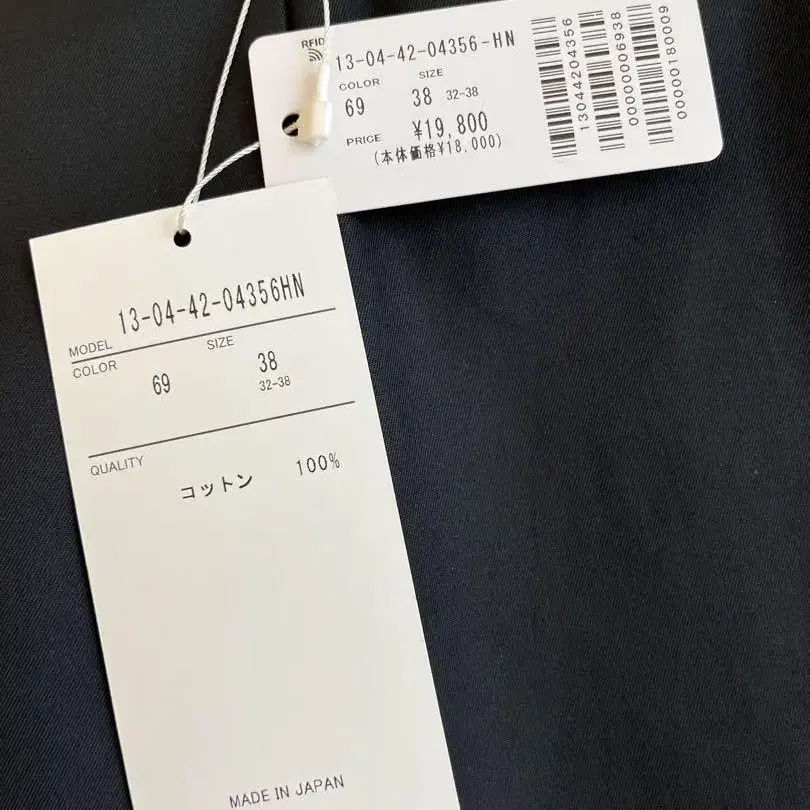 RFID
13-04-42-04356-HN
COLOR SIZE
69 38 32-38
PRICE ¥19,800
(本体価格¥18,000)
13044204356
00000006938
00000180009
MODEL 13-04-42-04356HN
COLOR SIZE
69 38
32-38
QUALITY
コットン 100%
MADE IN JAPAN